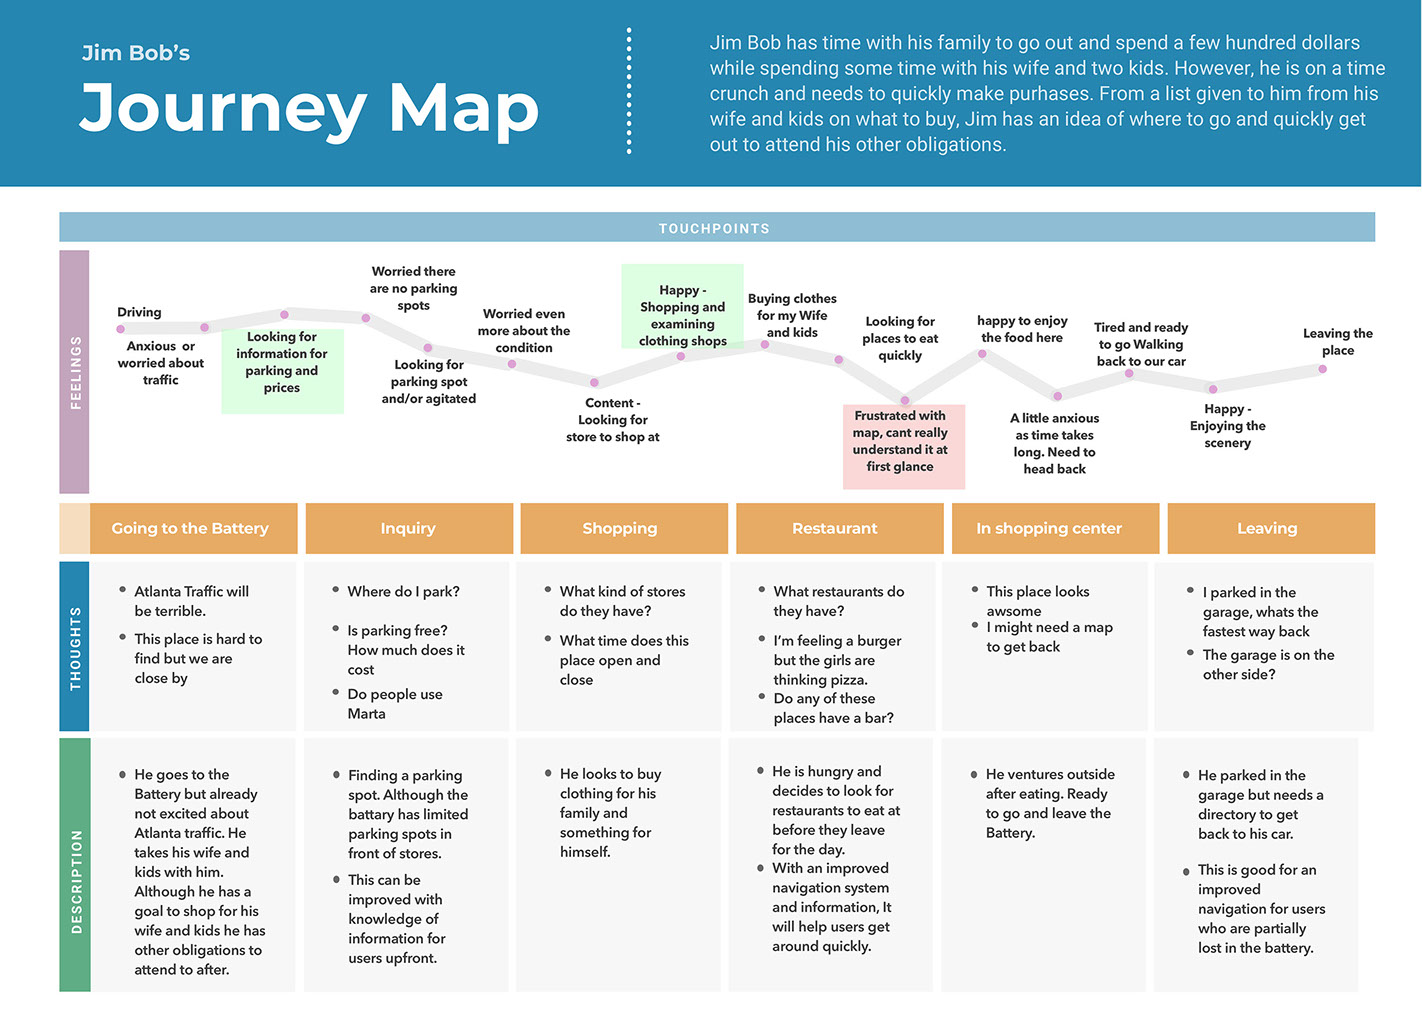 Jim Bob's
Journey Map
Jim Bob has time with his family to go out and spend a few hundred dollars
while spending some time with his wife and two kids. However, he is on a time
crunch and needs to quickly make purhases. From a list given to him from his
wife and kids on what to buy, Jim has an idea of where to go and quickly get
out to attend his other obligations.
TOUCHPOINTS
FEELINGS
Driving
Anxious or
worried about
traffic
Looking for
information for
parking and
prices
Worried there
are no parking
spots
Looking for
parking spot
and/or agitated
Worried even
more about the
condition
Content -
Looking for
store to shop at
Happy -
Shopping and
examining
clothing shops
Buying clothes
for my Wife
and kids
Looking for
places to eat
quickly
Frustrated with
map, cant really
understand it at
first glance
happy to enjoy
the food here
A little anxious
as time takes
long. Need to
head back
Tired and ready
to go Walking
back to our car
Happy -
Enjoying the
scenery
Leaving the
place
Going to the Battery
Inquiry
Shopping
Restaurant
In shopping center
Leaving
THOUGHTS
• Atlanta Traffic will
be terrible.
• This place is hard to
find but we are
close by
• Where do I park?
• Is parking free?
How much does it
cost
• Do people use
Marta
• What kind of stores
do they have?
• What time does this
place open and
close
• What restaurants do
they have?
• I'm feeling a burger
but the girls are
thinking pizza.
• Do any of these
places have a bar?
• This place looks
awsome
• I might need a map
to get back
• I parked in the
garage, whats the
fastest way back
• The garage is on the
other side?
DESCRIPTION
• He goes to the
Battery but already
not excited about
Atlanta traffic. He
takes his wife and
kids with him.
Although he has a
goal to shop for his
wife and kids he has
other obligations to
attend to after.
• Finding a parking
spot. Although the
battary has limited
parking spots in
front of stores.
• This can be
improved with
knowledge of
information for
users upfront.
• He looks to buy
clothing for his
family and
something for
himself.
• He is hungry and
decides to look for
restaurants to eat at
before they leave
for the day.
• With an improved
navigation system
and information, It
will help users get
around quickly.
• He ventures outside
after eating. Ready
to go and leave the
Battery.
• He parked in the
garage but needs a
directory to get
back to his car.
• This is good for an
improved
navigation for users
who are partially
lost in the battery.